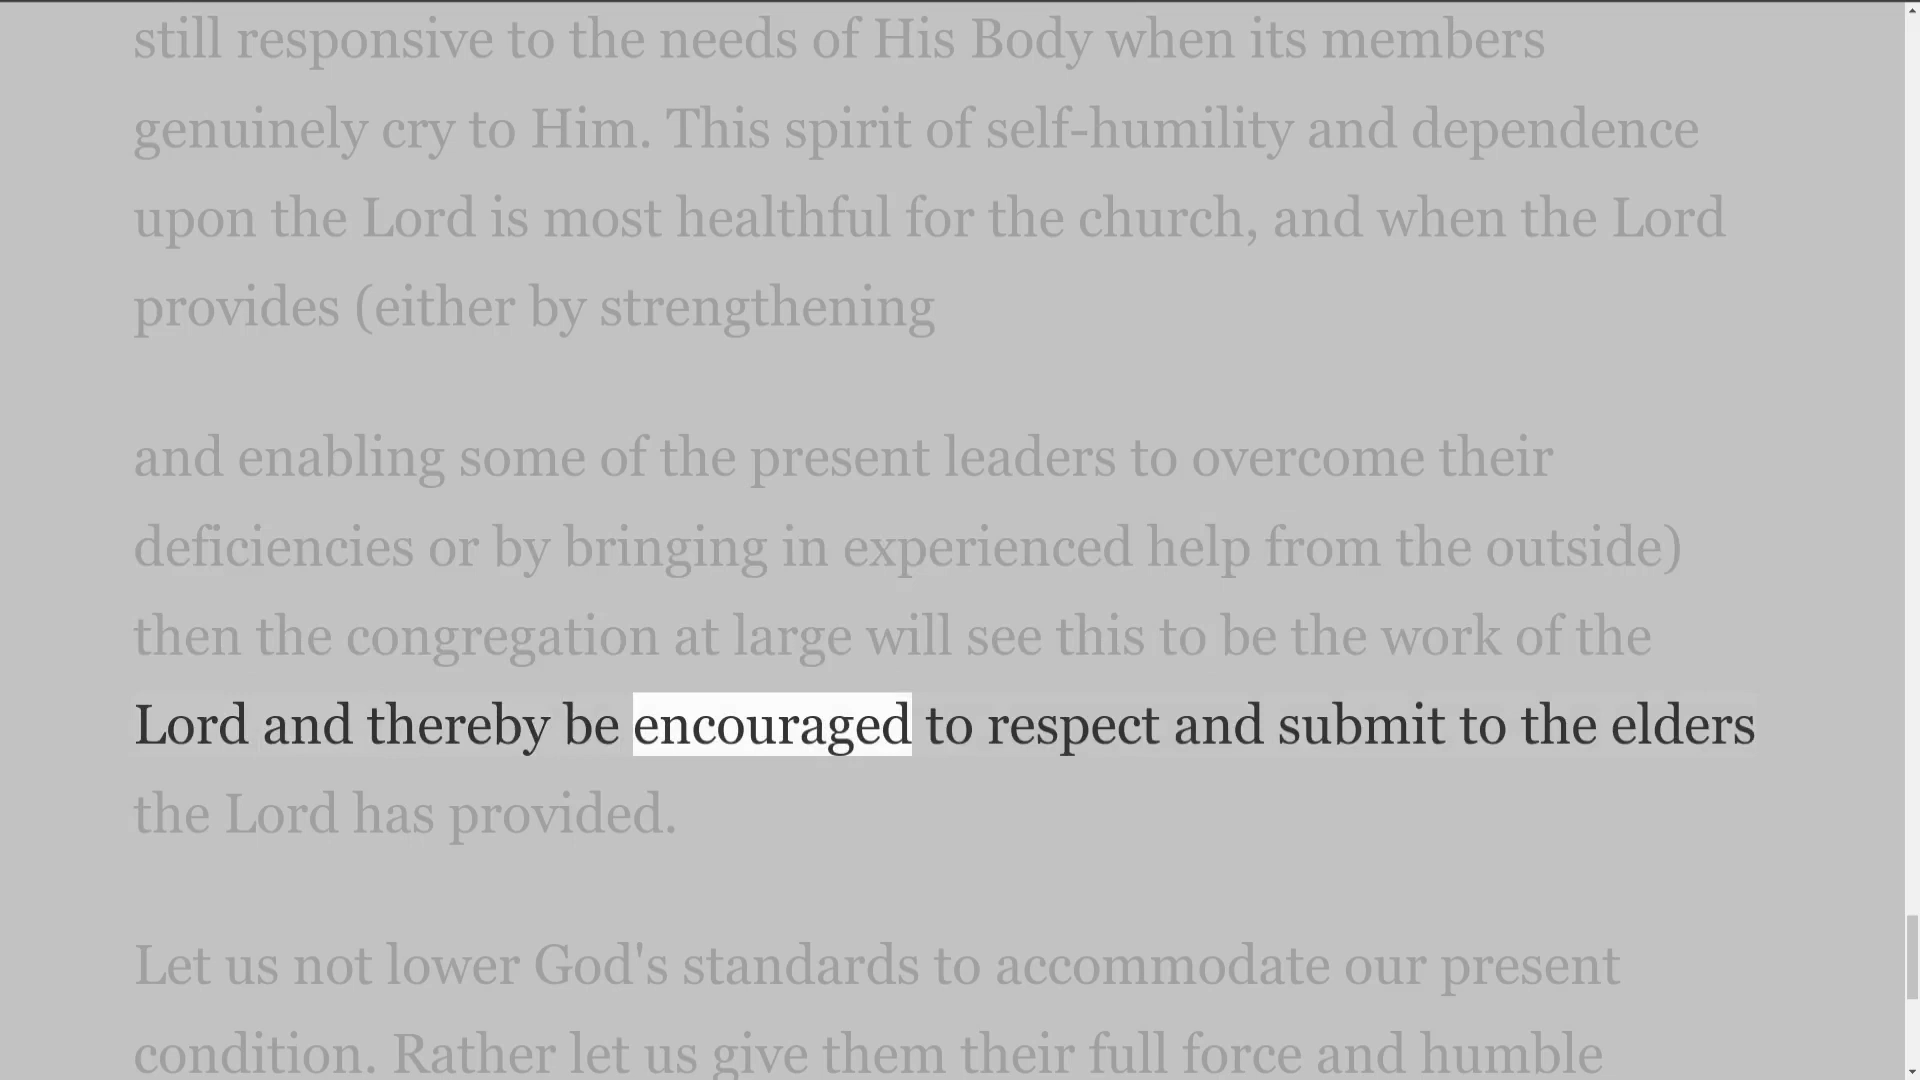 still responsive to the needs of His Body when its members
genuinely cry to Him. This spirit of self-humility and dependence
upon the Lord is most healthful for the church, and when the Lord
provides (either by strengthening
and enabling some of the present leaders to overcome their
deficiencies or by bringing in experienced help from the outside)
then the congregation at large will see this to be the work of the
Lord and thereby be encouraged to respect and submit to the elders
the Lord has provided.
Let us not lower God's standards to accommodate our present
condition. Rather let us give them their full force and humble